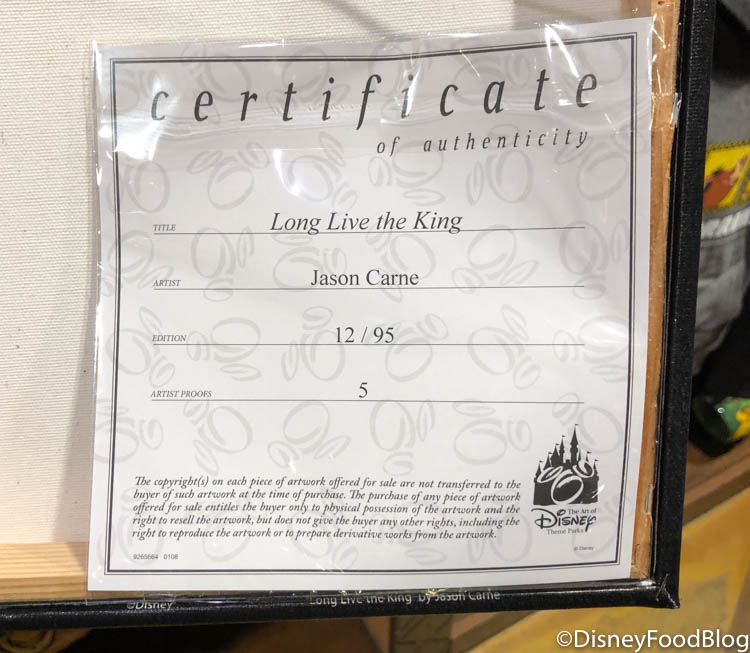 certificate
of authenticity
TITLE Long Live the King
ARTIST Jason Carne
EDITION 12 / 95
ARTIST PROOFS 5
The copyright(s) on each piece of artwork offered for sale are not transferred to the
buyer of such artwork at the time of purchase. The purchase of any piece of artwork
offered for sale entitles the buyer only to physical possession of the artwork and the
right to resell the artwork, but does not give the buyer any other rights, including the
right to reproduce the artwork or to prepare derivative works from the artwork.
The Art of
Disney
Theme Parks
© Disney
9265664 0108
©Disney
Long Live the King by Jason Carne
©DisneyFoodBlog